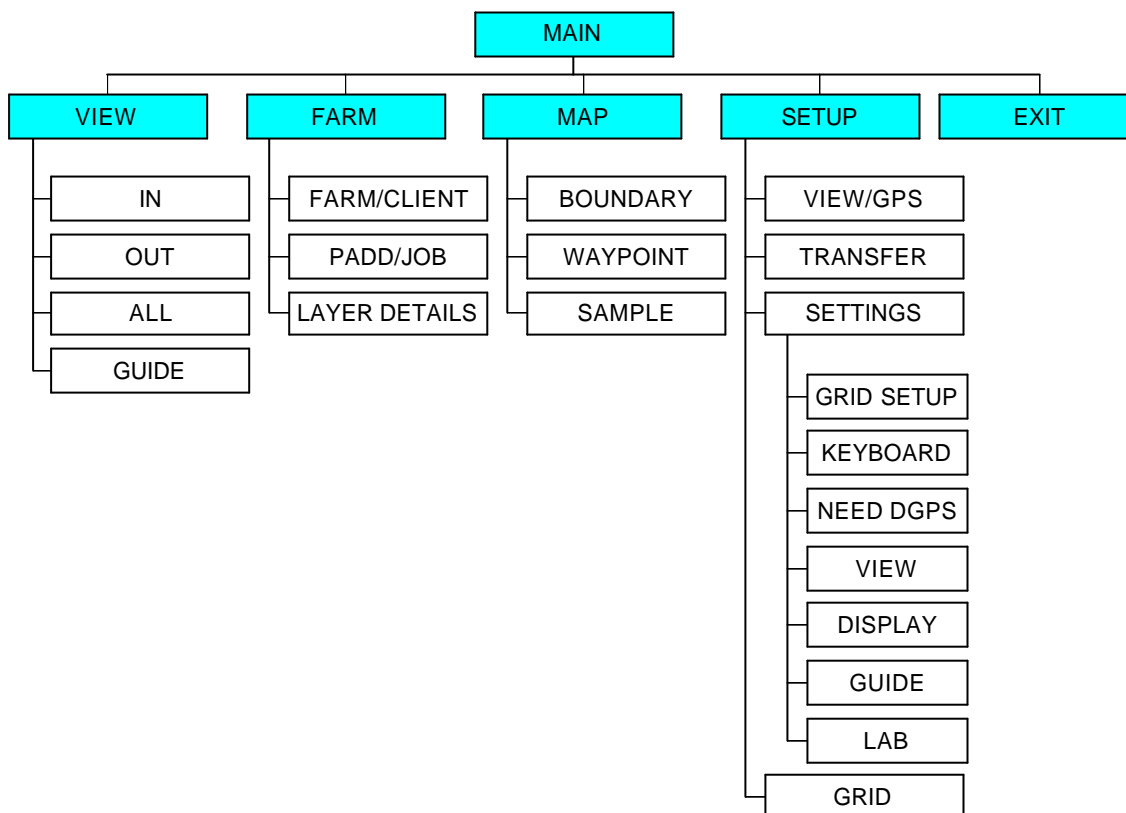 MAIN
VIEW
FARM
MAP
SETUP
EXIT
IN
OUT
ALL
GUIDE
FARM/CLIENT
PADD/JOB
LAYER DETAILS
BOUNDARY
WAYPOINT
SAMPLE
VIEW/GPS
TRANSFER
SETTINGS
GRID SETUP
KEYBOARD
NEED DGPS
VIEW
DISPLAY
GUIDE
LAB
GRID